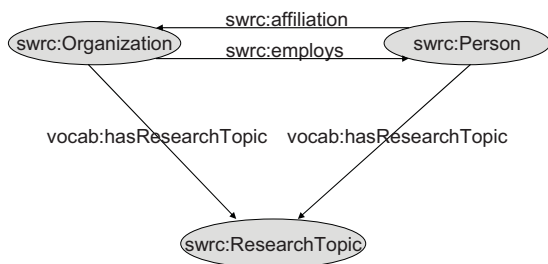 swrc:affiliation
swrc:Organization
swrc:employs
swrc:Person
vocab:hasResearchTopic
vocab:hasResearchTopic
swrc:ResearchTopic